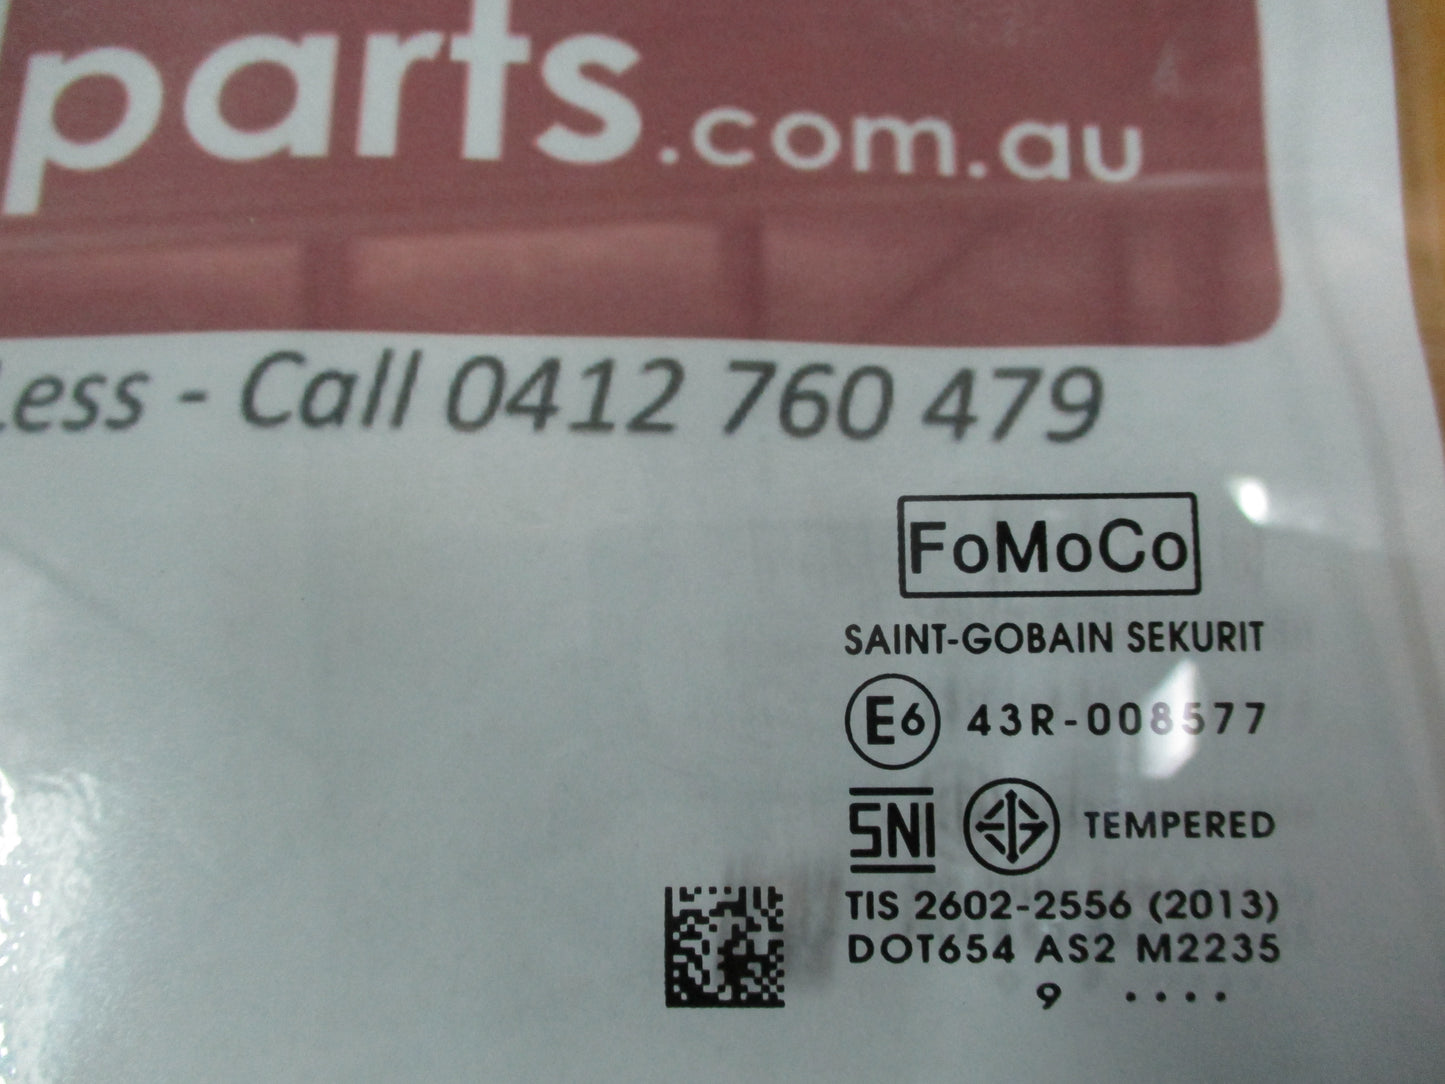 parts.com.au
Less - Call 0412 760 479
FoMoCo
SAINT-GOBAIN SEKURIT
E6 43R-008577
SNI TEMPERED
TIS 2602-2556 (2013)
DOT654 AS2 M2235
9 ....